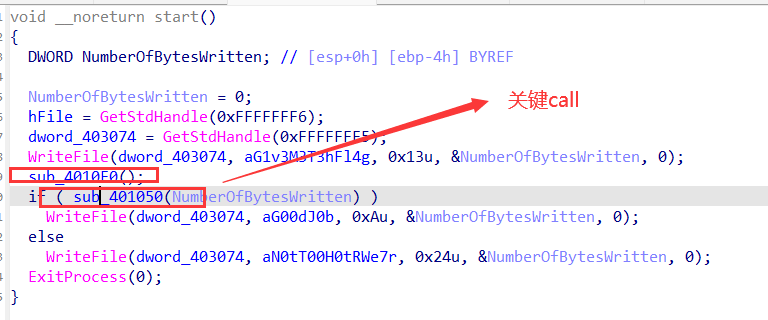 void __noreturn start()
{
DWORD NumberOfBytesWritten; // [esp+0h] [ebp-4h] BYREF
NumberOfBytesWritten = 0;
hFile = GetStdHandle(0xFFFFFFF6);
关键call
dword_403074 = GetStdHandle(0xFFFFFFF5);
WriteFile(dword_403074, aG1v3M3T3hFl4g, 0x13u, &NumberOfBytesWritten, 0);
sub_4010F0();
if ( sub_401050(NumberOfBytesWritten) )
WriteFile(dword_403074, aG00dJ0b, 0xAu, &NumberOfBytesWritten, 0);
else
WriteFile(dword_403074, aN0tT00H0tRWe7r, 0x24u, &NumberOfBytesWritten, 0);
ExitProcess(0);
}